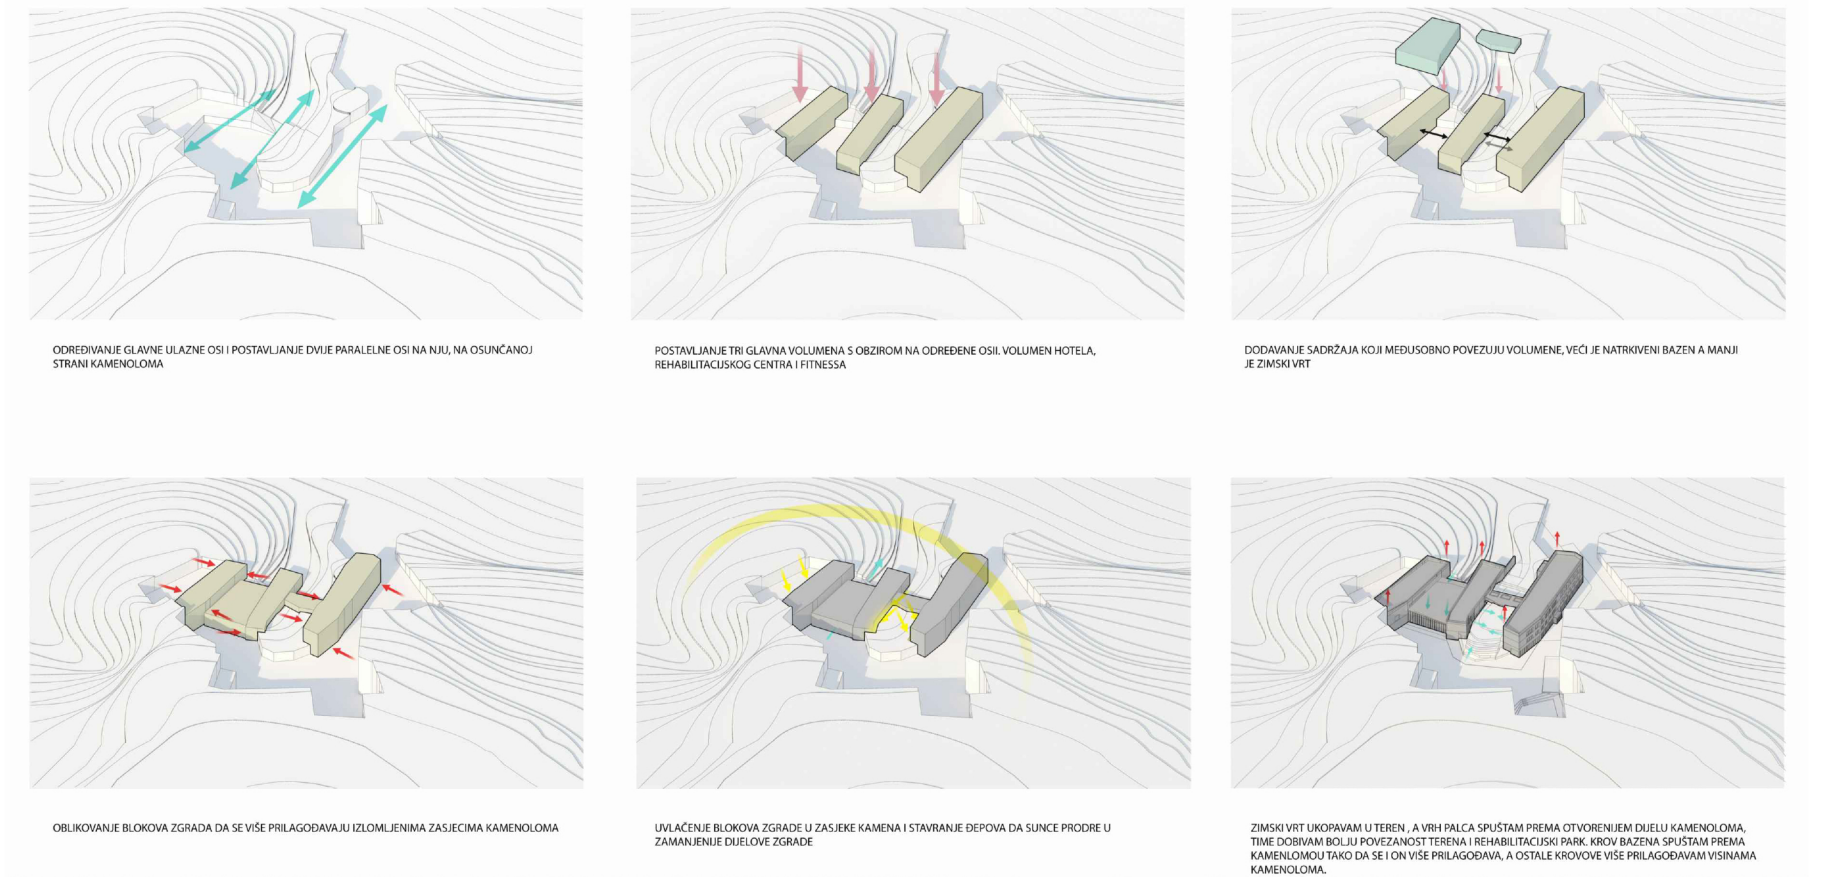 ODREĐIVANJE GLAVNE ULAZNE OSI I POSTAVLJANJE DVIJE PARALELNE OSI NA NJU, NA OSUNČANOJ
STRANI KAMENOLOMA
POSTAVLJANJE TRI GLAVNA VOLUMENA S OBZIROM NA ODREĐENE OSII. VOLUMEN HOTELA,
REHABILITACIJSKOG CENTRA I FITNESSA
DODAVANJE SADRŽAJA KOJI MEĐUSOBNO POVEZUJU VOLUMENE, VEĆI JE NATRKIVENI BAZEN A MANJI
JE ZIMSKI VRT
OBLIKOVANJE BLOKOVA ZGRADA DA SE VIŠE PRILAGOĐAVAJU IZLOMLJENIMA ZASJECIMA KAMENOLOMA
UVLAČENJE BLOKOVA ZGRADE U ZASJEKE KAMENA I STAVRANJE ĐEPOVA DA SUNCE PRODRE U
ZAMANJENIJE DIJELOVE ZGRADE
ZIMSKI VRT UKOPAVAM U TEREN , A VRH PALCA SPUŠTAM PREMA OTVORENIJEM DIJELU KAMENOLOMA,
TIME DOBIVAM BOLJU POVEZANOST TERENA I REHABILITACIJSKI PARK. KROV BAZENA SPUŠTAM PREMA
KAMENLOMOU TAKO DA SE I ON VIŠE PRILAGOĐAVA, A OSTALE KROVOVE VIŠE PRILAGOĐAVAM VISINAMA
KAMENOLOMA.